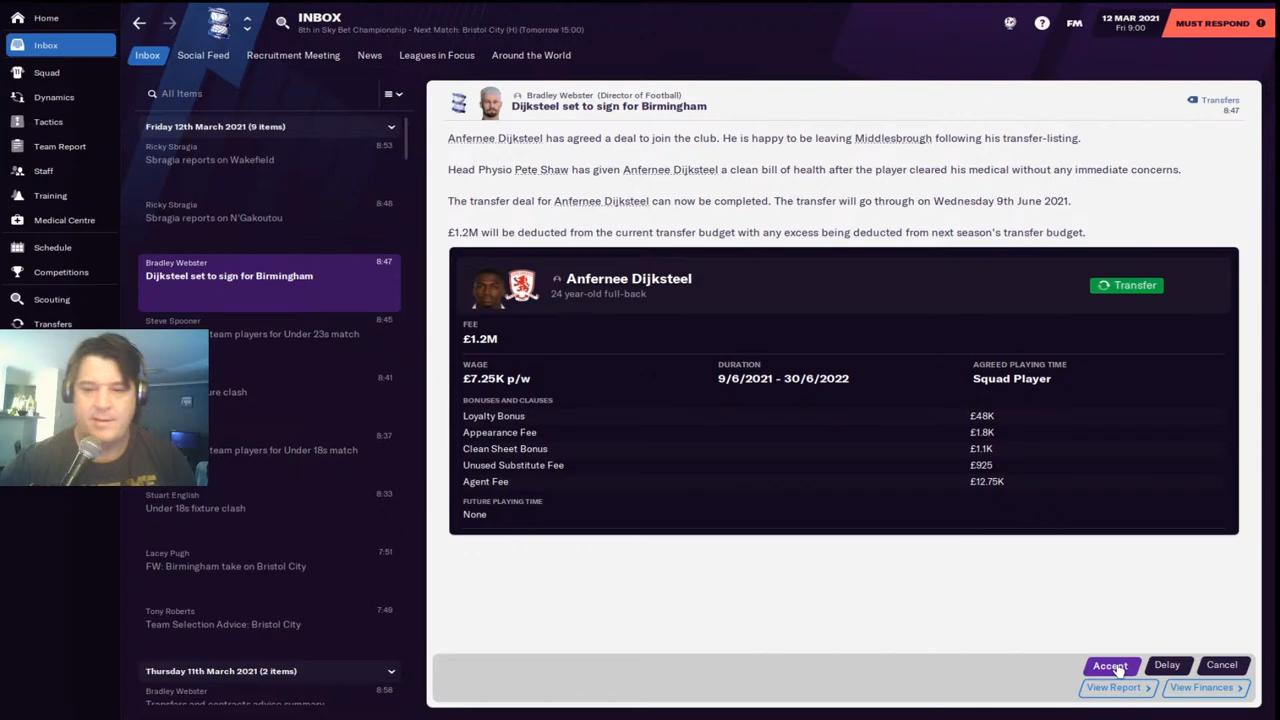 Home
INBOX
8th in Sky Bet Championship - Next Match: Bristol City (H) (Tomorrow 15:00)
FM
12 MAR 2021
Fri 9:00
MUST RESPOND
Inbox
Inbox
Social Feed
Recruitment Meeting
News
Leagues in Focus
Around the World
Squad
Dynamics
Tactics
Team Report
Staff
Training
Medical Centre
Schedule
Competitions
Scouting
Transfers
All Items
Friday 12th March 2021 (9 items)
Ricky Sbragia 8:53
Sbragia reports on Wakefield
Ricky Sbragia 8:48
Sbragia reports on N'Gakoutou
Bradley Webster 8:47
Dijksteel set to sign for Birmingham
Steve Spooner 8:45
team players for Under 23s match
8:41
ure clash
8:37
team players for Under 18s match
Stuart English 8:33
Under 18s fixture clash
Lacey Pugh 7:51
FW: Birmingham take on Bristol City
Tony Roberts 7:49
Team Selection Advice: Bristol City
Thursday 11th March 2021 (2 items)
Bradley Webster 8:58
Transfers and contracts advice summary
Bradley Webster (Director of Football)
Dijksteel set to sign for Birmingham
Transfers
8:47
Anfernee Dijksteel has agreed a deal to join the club. He is happy to be leaving Middlesbrough following his transfer-listing.
Head Physio Pete Shaw has given Anfernee Dijksteel a clean bill of health after the player cleared his medical without any immediate concerns.
The transfer deal for Anfernee Dijksteel can now be completed. The transfer will go through on Wednesday 9th June 2021.
£1.2M will be deducted from the current transfer budget with any excess being deducted from next season's transfer budget.
Anfernee Dijksteel
24 year-old full-back
Transfer
FEE
£1.2M
WAGE DURATION AGREED PLAYING TIME
£7.25K p/w 9/6/2021 - 30/6/2022 Squad Player
BONUSES AND CLAUSES
Loyalty Bonus £48K
Appearance Fee £1.8K
Clean Sheet Bonus £1.1K
Unused Substitute Fee £925
Agent Fee £12.75K
FUTURE PLAYING TIME
None
Accept Delay Cancel
View Report View Finances